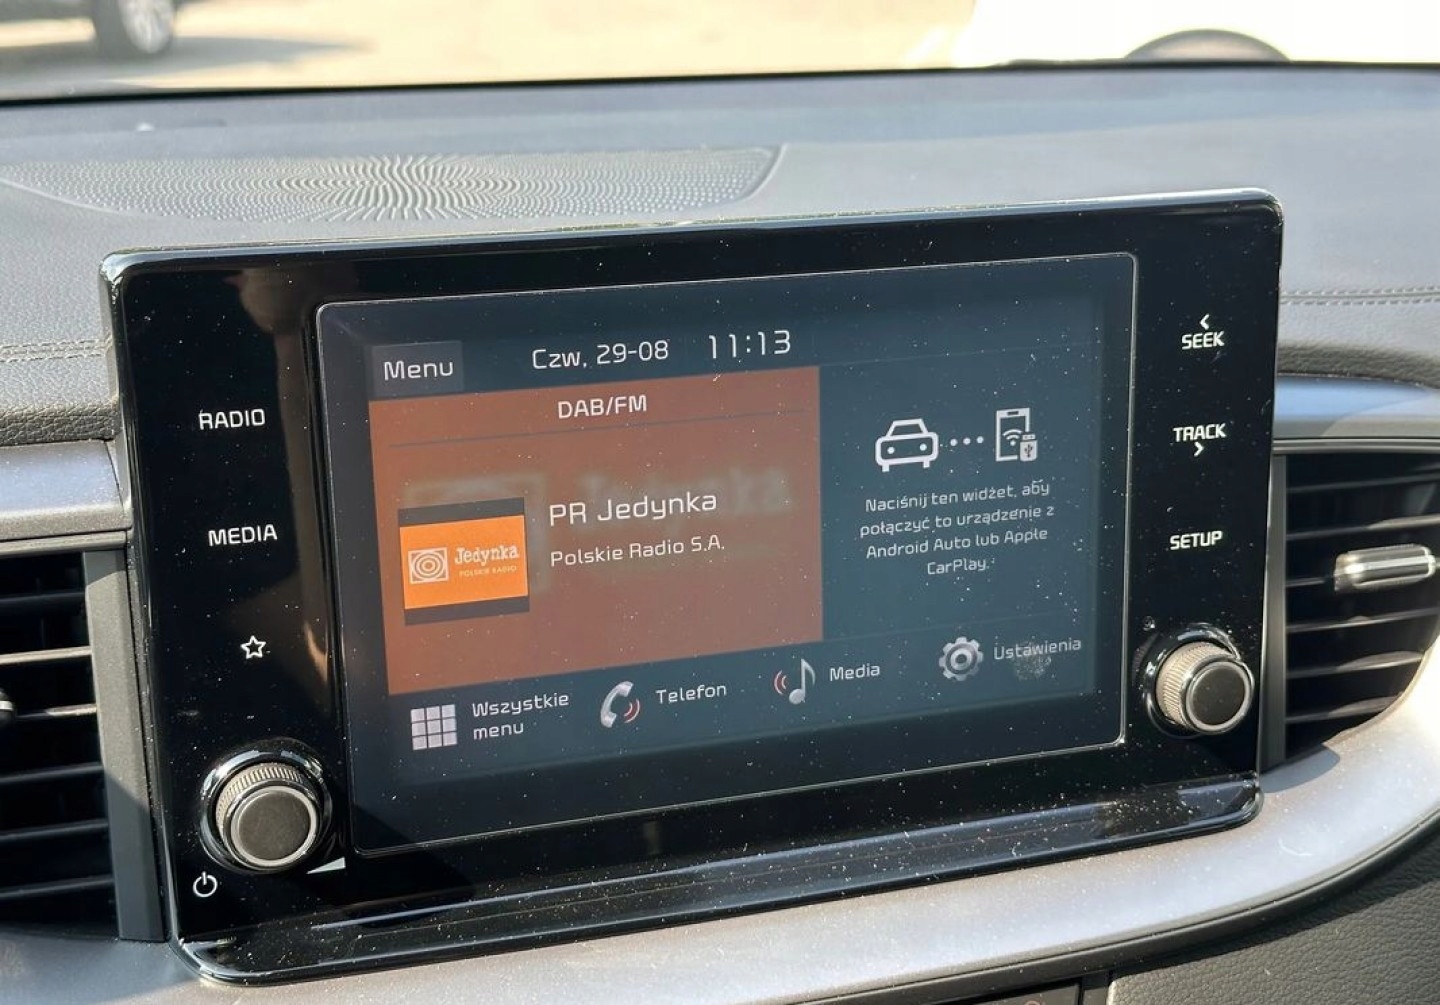 Menu
Czw, 29-08
11:13
DAB/FM
PR Jedynka
Polskie Radio S.A.
Jedynka
POLSKIE RADIO
Naciśnij ten widżet, aby
połączyć to urządzenie z
Android Auto lub Apple
CarPlay.
Wszystkie
menu
Telefon
Media
Ustawienia
RADIO
MEDIA
SEEK
TRACK
SETUP